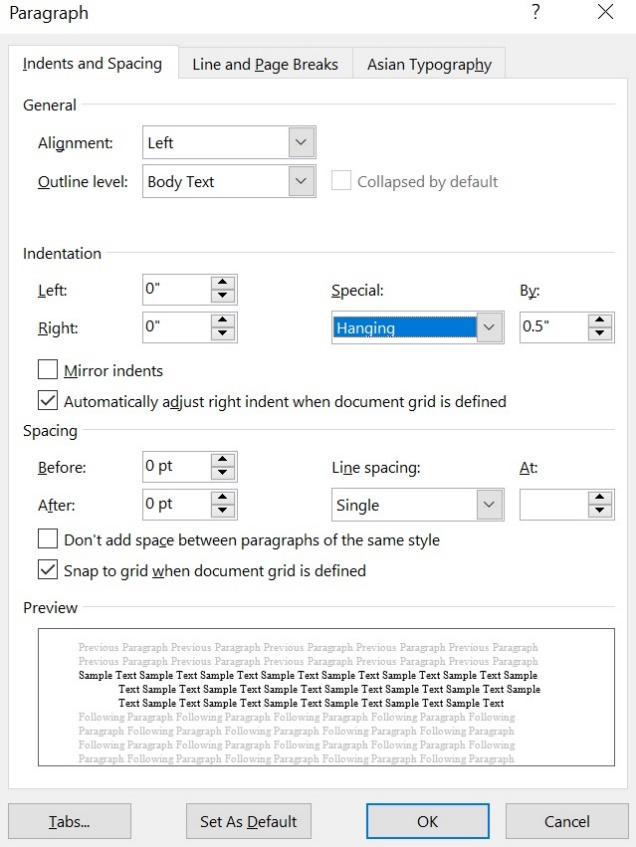 Paragraph ?
Indents and Spacing Line and Page Breaks Asian Typography
General
Alignment: Left
Outline level: Body Text Collapsed by default
Indentation
Left: 0" Special: By:
Right: 0" Hanging 0.5"
Mirror indents
Automatically adjust right indent when document grid is defined
Spacing
Before: 0 pt Line spacing: At:
After: 0 pt Single
Don't add space between paragraphs of the same style
Snap to grid when document grid is defined
Preview
Previous Paragraph Previous Paragraph Previous Paragraph Previous Paragraph Previous Paragraph
Previous Paragraph Previous Paragraph Previous Paragraph Previous Paragraph Previous Paragraph
Sample Text Sample Text Sample Text Sample Text Sample Text Sample Text Sample Text Sample
Text Sample Text Sample Text Sample Text Sample Text Sample Text Sample Text Sample
Text Sample Text Sample Text Sample Text Sample Text Sample Text Sample Text
Following Paragraph Following Paragraph Following Paragraph Following Paragraph Following
Paragraph Following Paragraph Following Paragraph Following Paragraph Following Paragraph
Following Paragraph Following Paragraph Following Paragraph Following Paragraph Following
Paragraph Following Paragraph Following Paragraph Following Paragraph Following Paragraph
Tabs... Set As Default OK Cancel